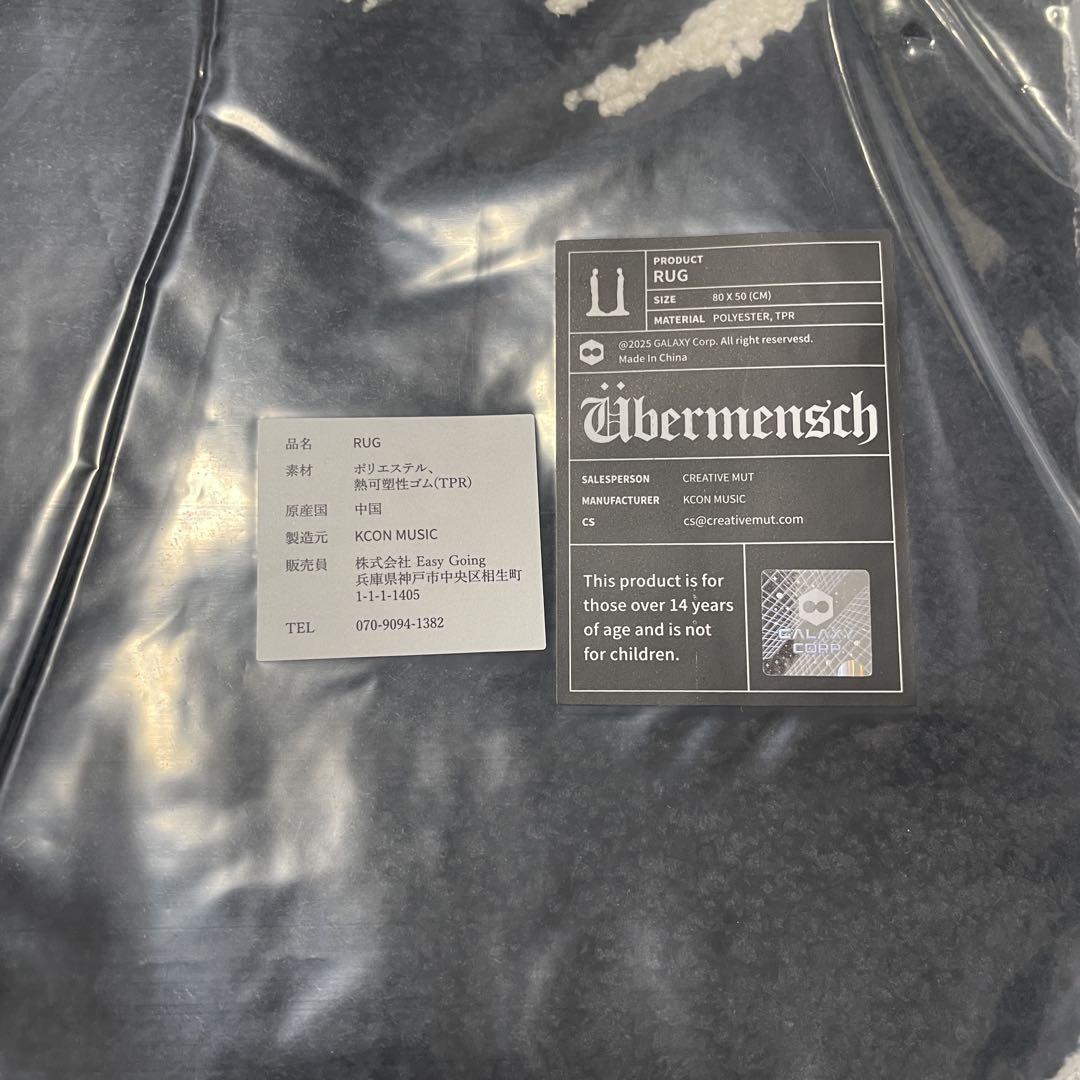 品名 RUG
素材 ポリエステル、
熱可塑性ゴム(TPR)
原産国 中国
製造元 KCON MUSIC
販売員 株式会社 Easy Going
兵庫県神戸市中央区相生町
1-1-1-1405
TEL 070-9094-1382
PRODUCT
RUG
SIZE 80 X 50 (CM)
MATERIAL POLYESTER, TPR
@2025 GALAXY Corp. All right reservesd.
Made In China
Übermensch
SALESPERSON CREATIVE MUT
MANUFACTURER KCON MUSIC
CS cs@creativemut.com
This product is for
those over 14 years
of age and is not
for children.
GALAXY
CORP.